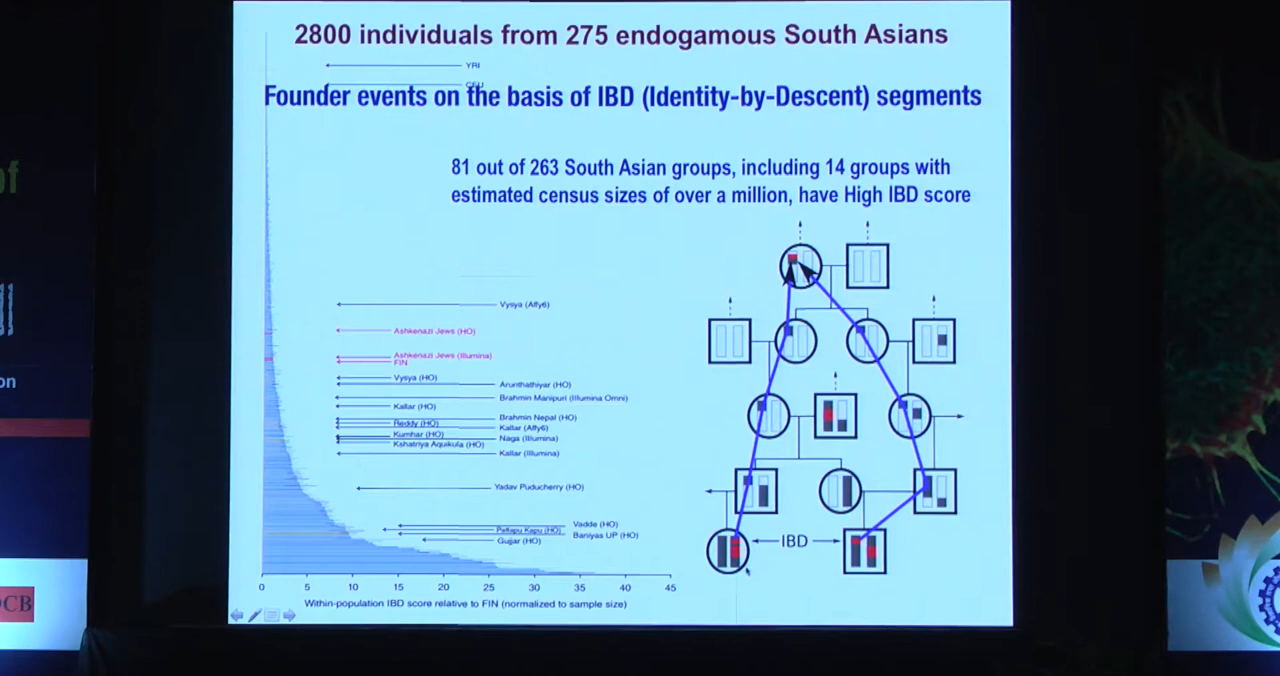 2800 individuals from 275 endogamous South Asians
YRI
CEU
Founder events on the basis of IBD (Identity-by-Descent) segments
81 out of 263 South Asian groups, including 14 groups with
estimated census sizes of over a million, have High IBD score
of
Vysya (Affy6)
Ashkenazi Jews (HO)
Ashkenazi Jews (Illumina)
FIN
Vysya (HO)
Arunthathiyar (HO)
Brahmin Manipuri (Illumina Omni)
Kallar (HO)
Brahmin Nepal (HO)
Reddy (HO)
Kallar (Affy6)
Kumhar (HO)
Naga (Illumina)
Kshatriya Aquikula (HO)
Kallar (Illumina)
Yadav Puducherry (HO)
Vadde (HO)
Pattapu Kapu (HO)
Baniyas UP (HO)
Gujjar (HO)
IBD
0 5 10 15 20 25 30 35 40 45
Within-population IBD score relative to FIN (normalized to sample size)
on
CB